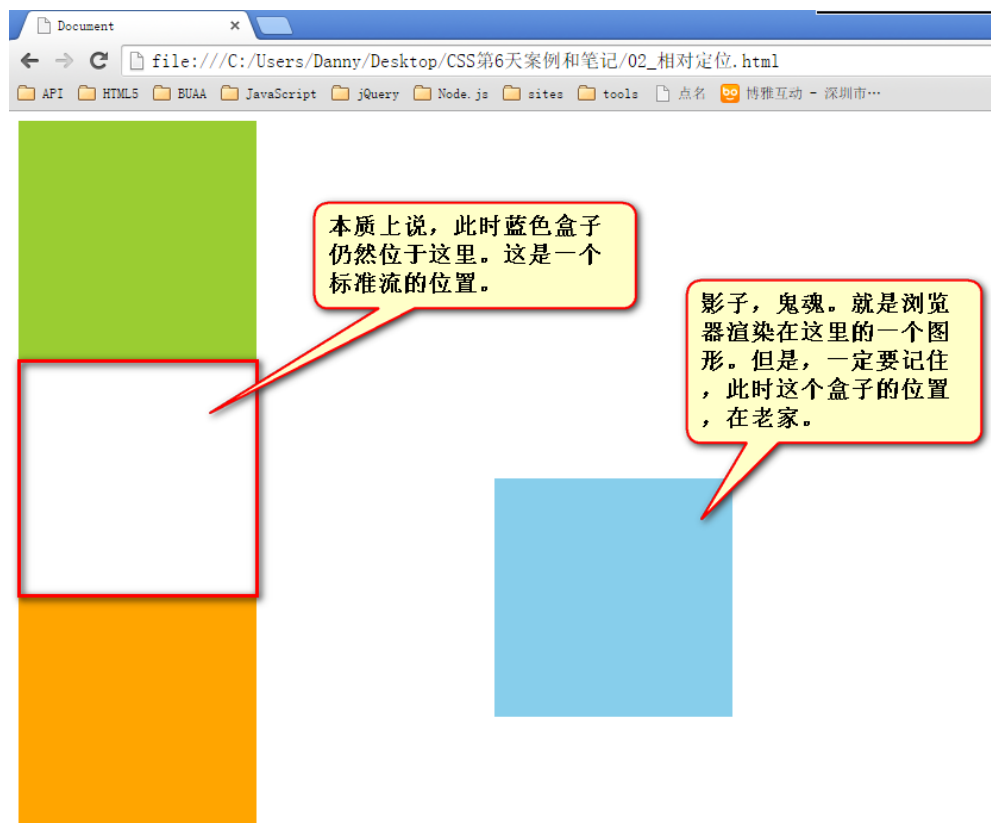 Document
file:///C:/Users/Danny/Desktop/CSS第6天案例和笔记/02_相对定位.html
API HTML5 BUAA JavaScript jQuery Node.js sites tools 点名 博雅互动 - 深圳市…
本质上说，此时蓝色盒子
仍然位于这里。这是一个
标准流的位置。
影子，鬼魂。就是浏览
器渲染在这里的一个图
形。但是，一定要记住
，此时这个盒子的位置
，在老家。